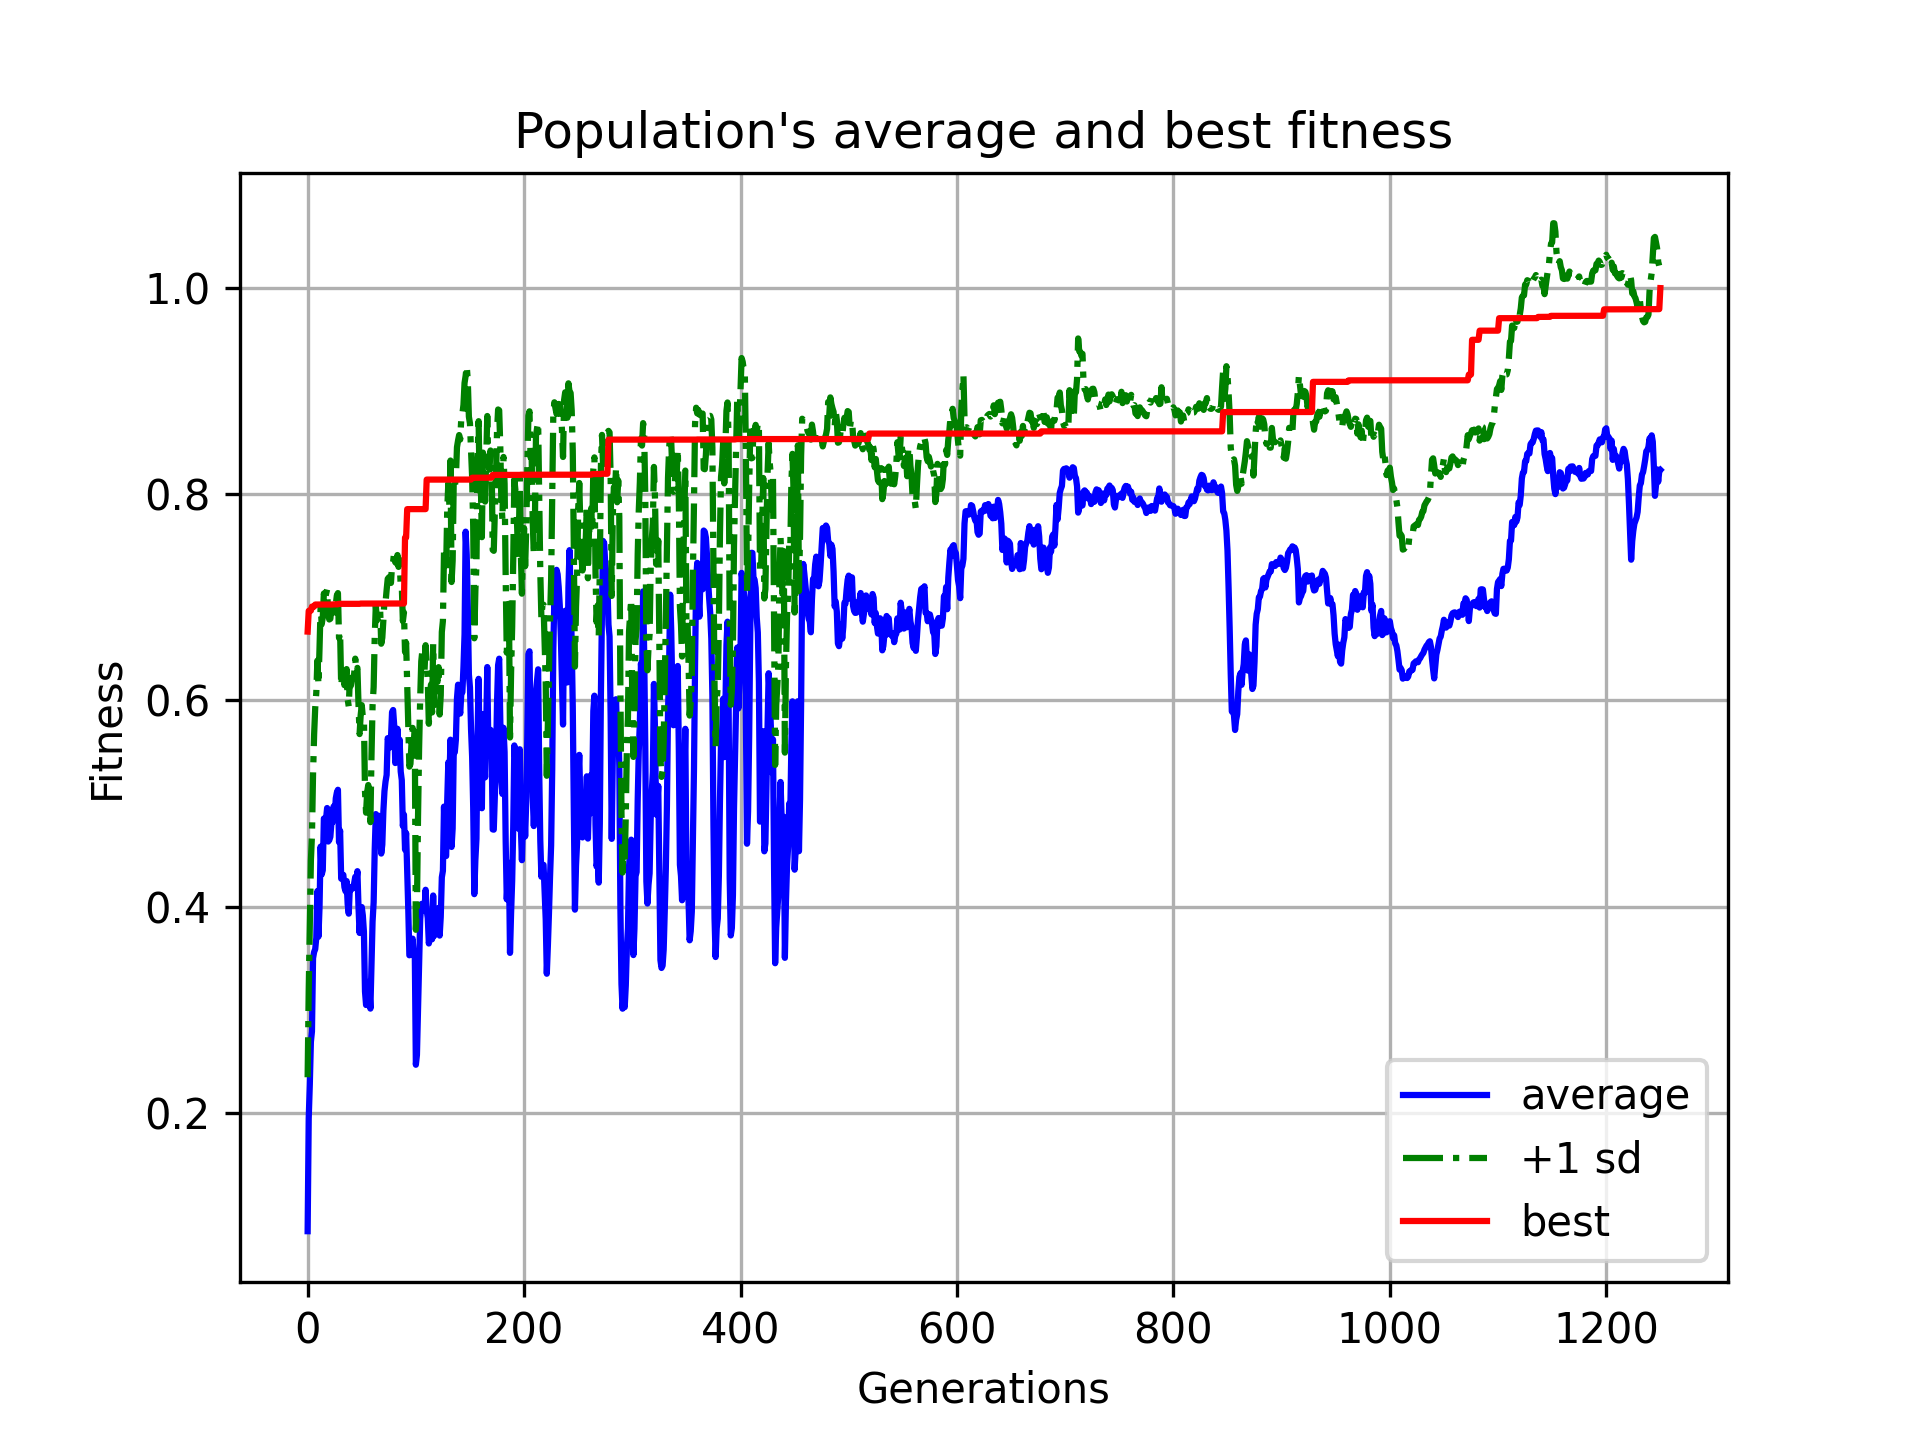 Population's average and best fitness
Fitness
1.0
0.8
0.6
0.4
0.2
0 200 400 600 800 1000 1200
Generations
average
+1 sd
best